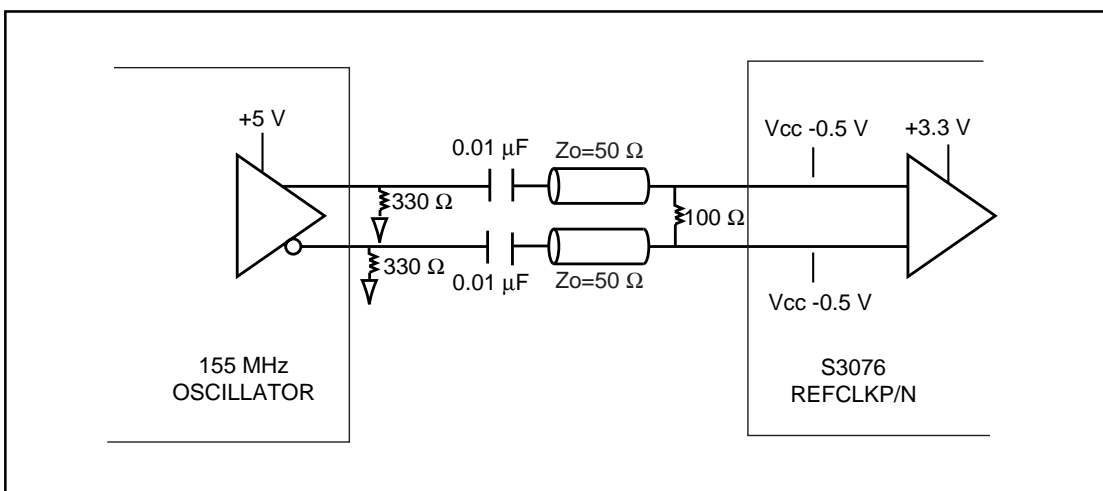 +5 V
0.01 μF
Zo=50 Ω
Vcc -0.5 V
+3.3 V
330 Ω
100 Ω
330 Ω
0.01 μF
Zo=50 Ω
Vcc -0.5 V
155 MHz
OSCILLATOR
S3076
REFCLKP/N